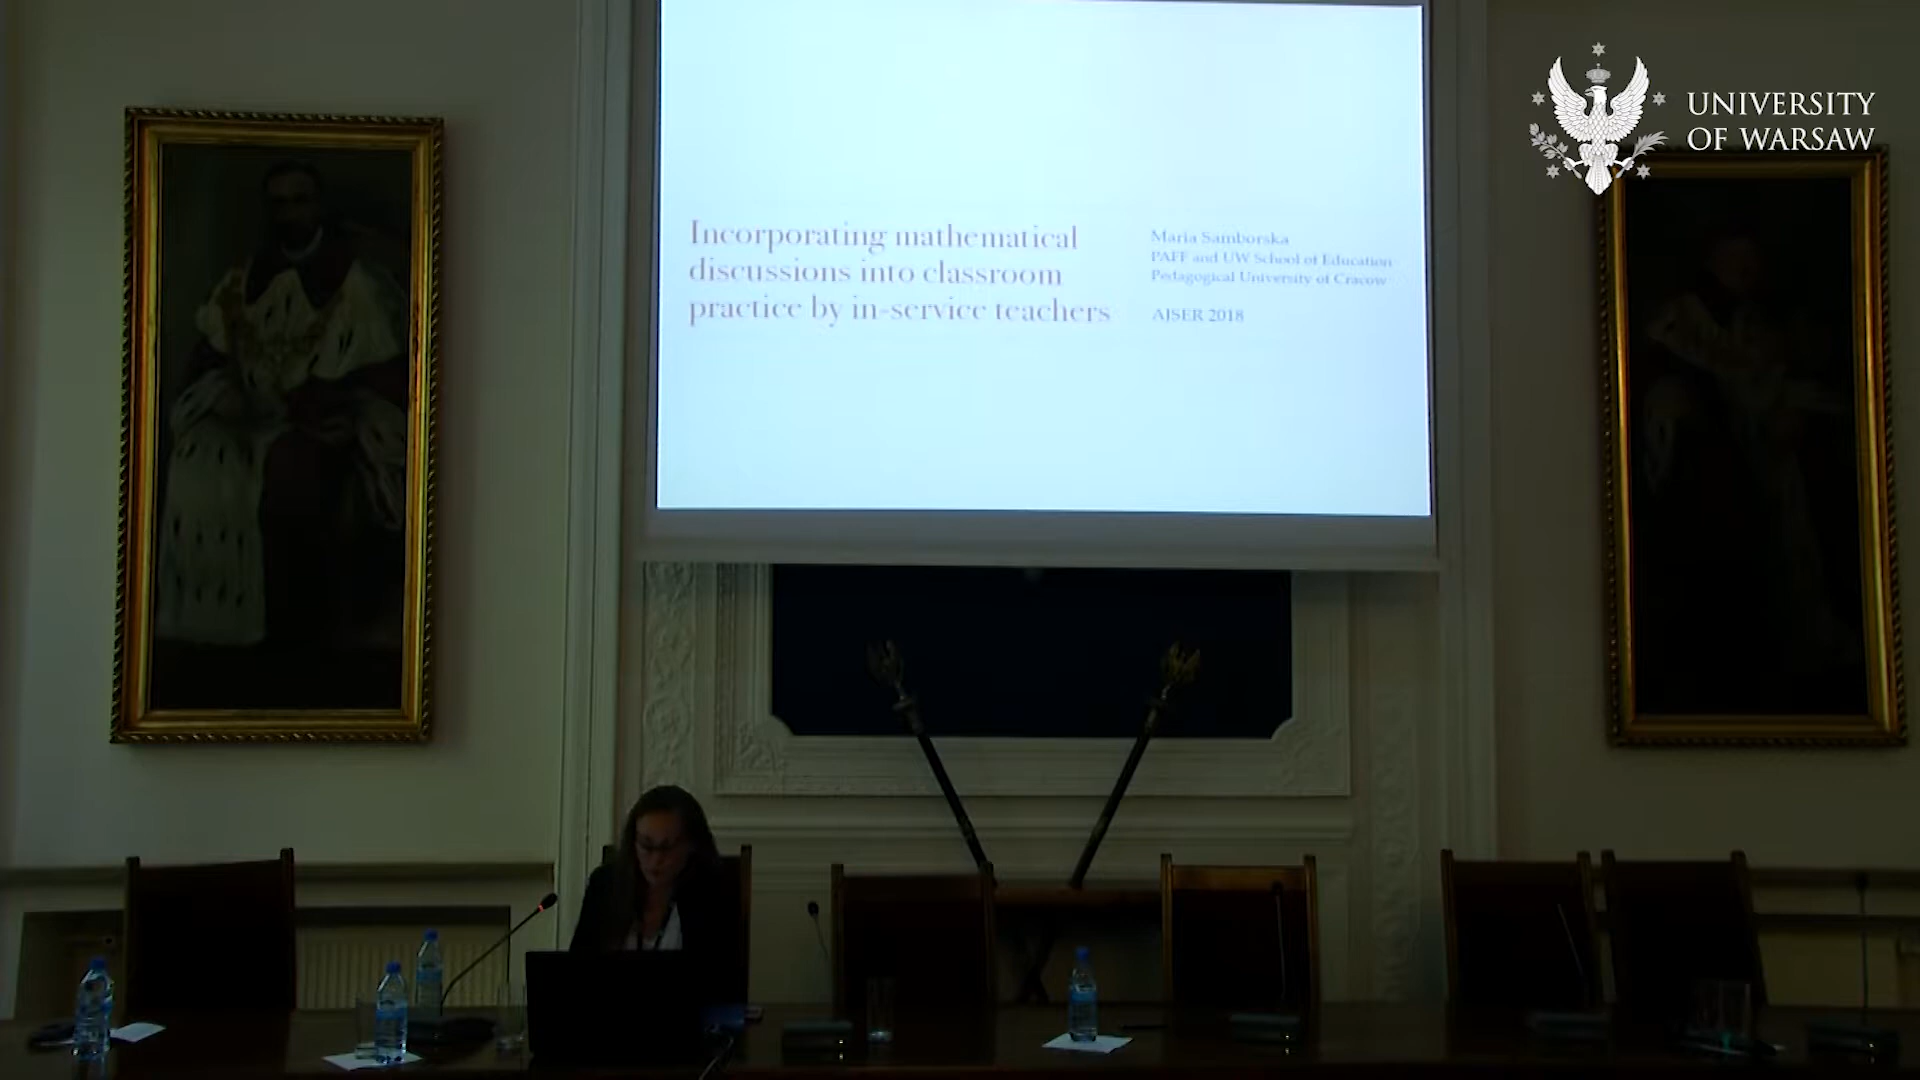 Incorporating mathematical
discussions into classroom
practice by in-service teachers
Maria Samborska
PAFF and UW School of Education
Pedagogical University of Cracow
AJSER 2018
UNIVERSITY
OF WARSAW